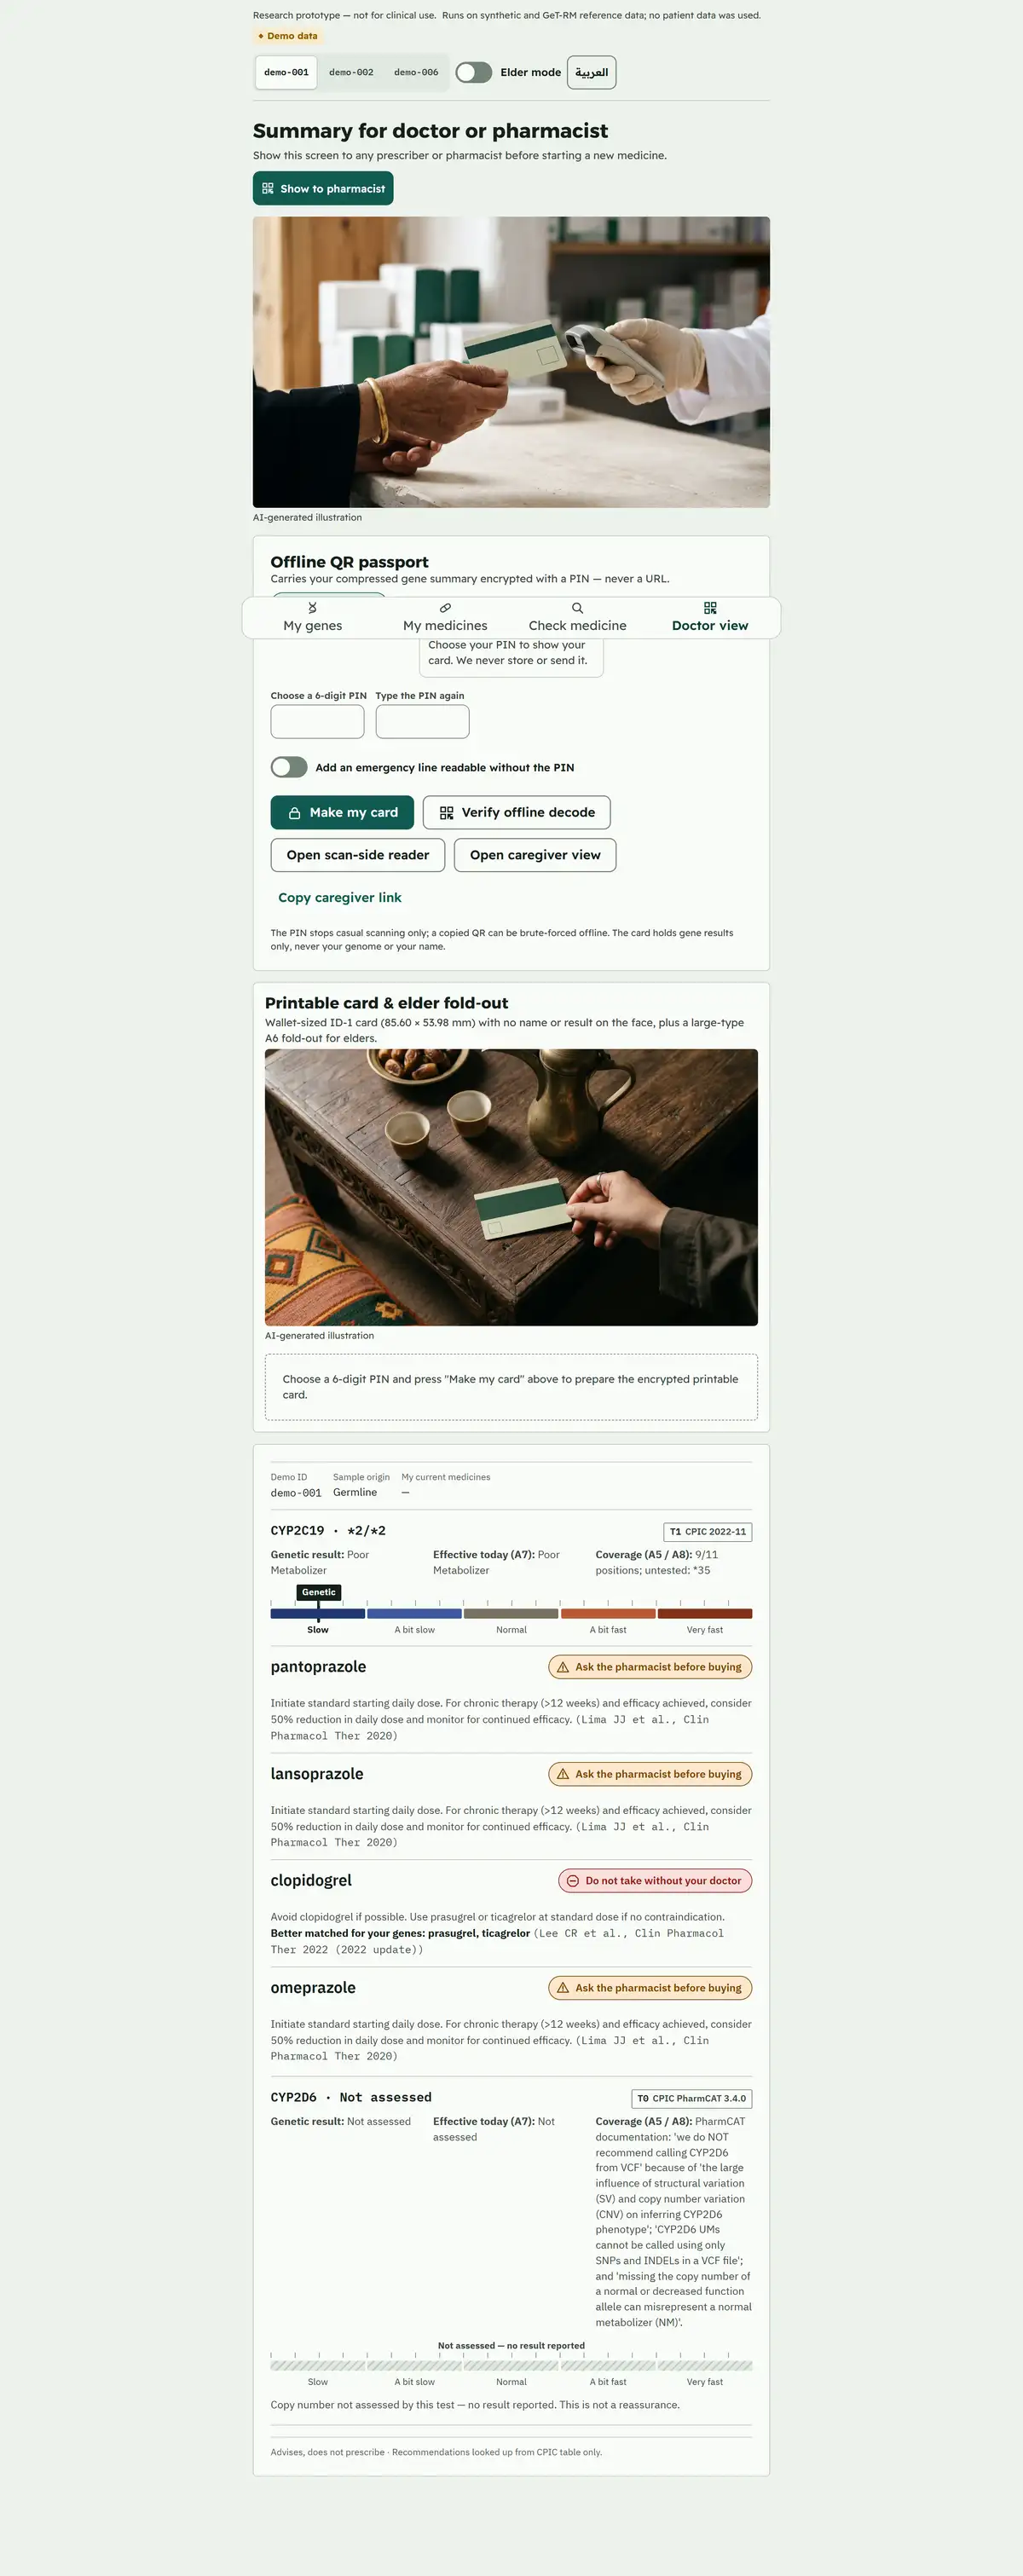 Research prototype — not for clinical use. Runs on synthetic and GeT-RM reference data; no patient data was used.
Demo data
demo-001 demo-002 demo-006 Elder mode العربية
Summary for doctor or pharmacist
Show this screen to any prescriber or pharmacist before starting a new medicine.
Show to pharmacist
AI-generated illustration
Offline QR passport
Carries your compressed gene summary encrypted with a PIN — never a URL.
My genes My medicines Check medicine Doctor view
Choose your PIN to show your
card. We never store or send it.
Choose a 6-digit PIN Type the PIN again
Add an emergency line readable without the PIN
Make my card Verify offline decode
Open scan-side reader Open caregiver view
Copy caregiver link
The PIN stops casual scanning only; a copied QR can be brute-forced offline. The card holds gene results
only, never your genome or your name.
Printable card & elder fold-out
Wallet-sized ID-1 card (85.60 × 53.98 mm) with no name or result on the face, plus a large-type
A6 fold-out for elders.
AI-generated illustration
Choose a 6-digit PIN and press "Make my card" above to prepare the encrypted printable
card.
Demo ID Sample origin My current medicines
demo-001 Germline —
CYP2C19 · *2/*2 T1 CPIC 2022-11
Genetic result: Poor Effective today (A7): Poor Coverage (A5 / A8): 9/11
Metabolizer Metabolizer positions; untested: *35
Genetic
Slow A bit slow Normal A bit fast Very fast
pantoprazole Ask the pharmacist before buying
Initiate standard starting daily dose. For chronic therapy (>12 weeks) and efficacy achieved, consider
50% reduction in daily dose and monitor for continued efficacy. (Lima JJ et al., Clin
Pharmacol Ther 2020)
lansoprazole Ask the pharmacist before buying
Initiate standard starting daily dose. For chronic therapy (>12 weeks) and efficacy achieved, consider
50% reduction in daily dose and monitor for continued efficacy. (Lima JJ et al., Clin
Pharmacol Ther 2020)
clopidogrel Do not take without your doctor
Avoid clopidogrel if possible. Use prasugrel or ticagrelor at standard dose if no contraindication.
Better matched for your genes: prasugrel, ticagrelor (Lee CR et al., Clin Pharmacol
Ther 2022 (2022 update))
omeprazole Ask the pharmacist before buying
Initiate standard starting daily dose. For chronic therapy (>12 weeks) and efficacy achieved, consider
50% reduction in daily dose and monitor for continued efficacy. (Lima JJ et al., Clin
Pharmacol Ther 2020)
CYP2D6 · Not assessed T0 CPIC PharmCAT 3.4.0
Genetic result: Not assessed Effective today (A7): Not Coverage (A5 / A8): PharmCAT
assessed documentation: 'we do NOT
recommend calling CYP2D6
from VCF' because of 'the large
influence of structural variation
(SV) and copy number variation
(CNV) on inferring CYP2D6
phenotype'; 'CYP2D6 UMs
cannot be called using only
SNPs and INDELs in a VCF file';
and 'missing the copy number of
a normal or decreased function
allele can misrepresent a normal
metabolizer (NM)'.
Not assessed — no result reported
Slow A bit slow Normal A bit fast Very fast
Copy number not assessed by this test — no result reported. This is not a reassurance.
Advises, does not prescribe · Recommendations looked up from CPIC table only.